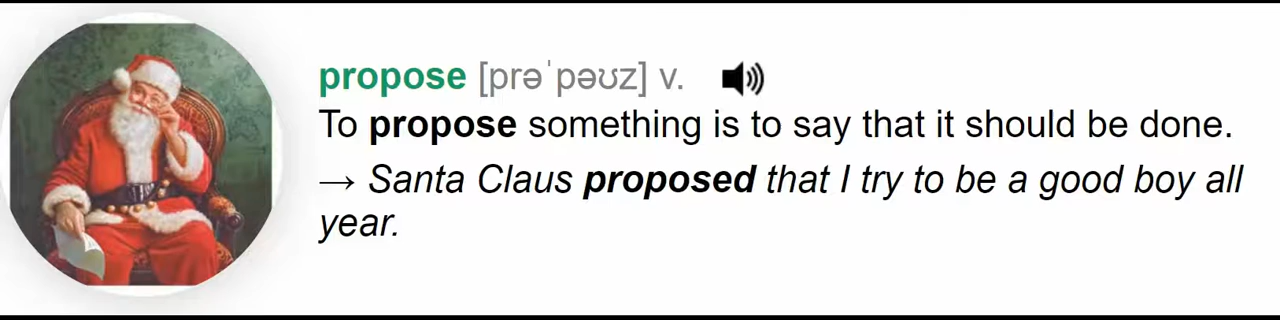 propose [prəˈpəʊz] v.
To propose something is to say that it should be done.
→ Santa Claus proposed that I try to be a good boy all
year.